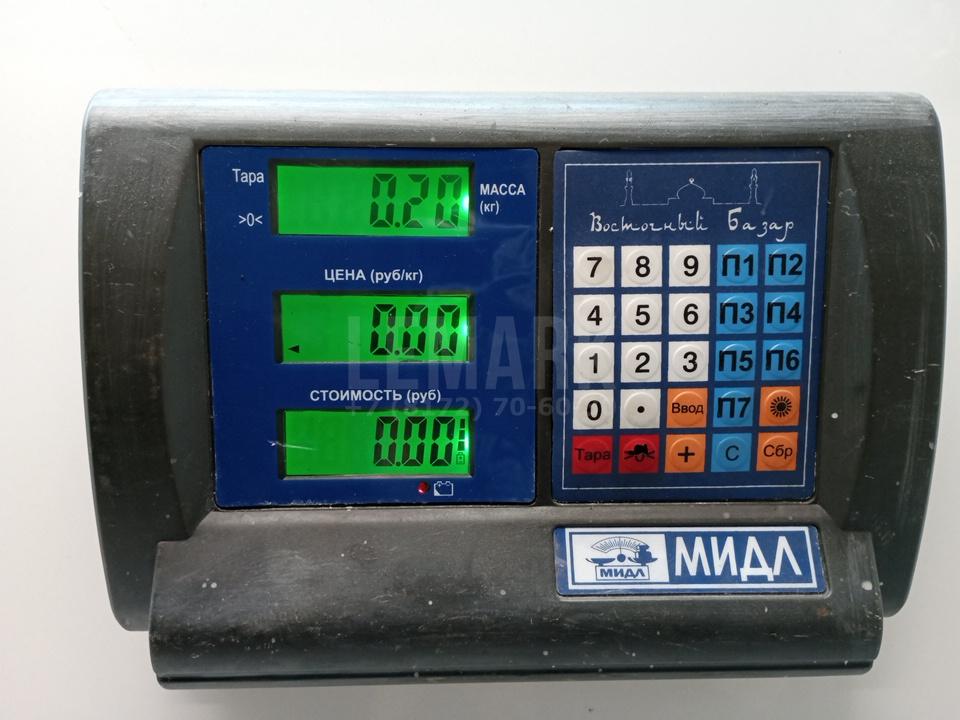 Тара
0.20
МАССА
(кг)
>0<
ЦЕНА (руб/кг)
0.00
СТОИМОСТЬ (руб)
0.00
Восточный Базар
7 8 9 П1 П2
4 5 6 П3 П4
1 2 3 П5 П6
0 • Ввод П7
Тара + С Сбр
МИДЛ
МИДЛ
LEMARK